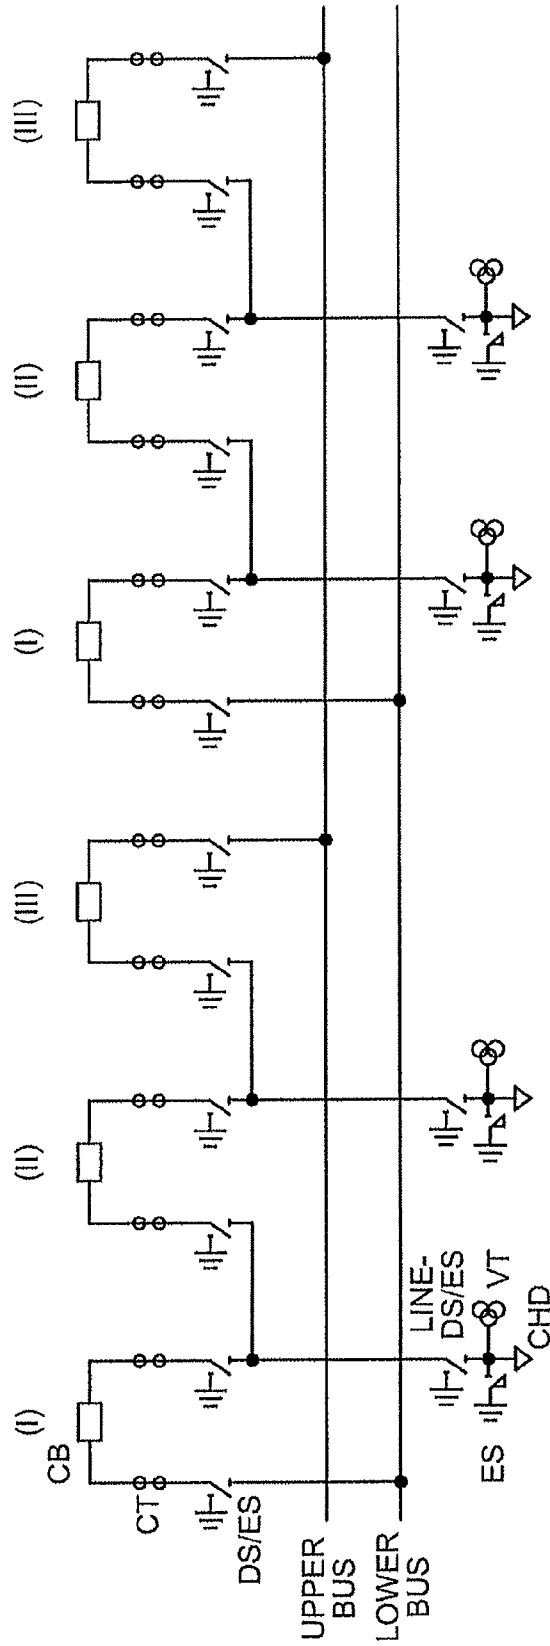 (I)
(II)
(III)
(I)
(II)
(III)
CB
CT
DS/ES
UPPER
BUS
LOWER
BUS
LINE-
DS/ES
ES
VT
CHD